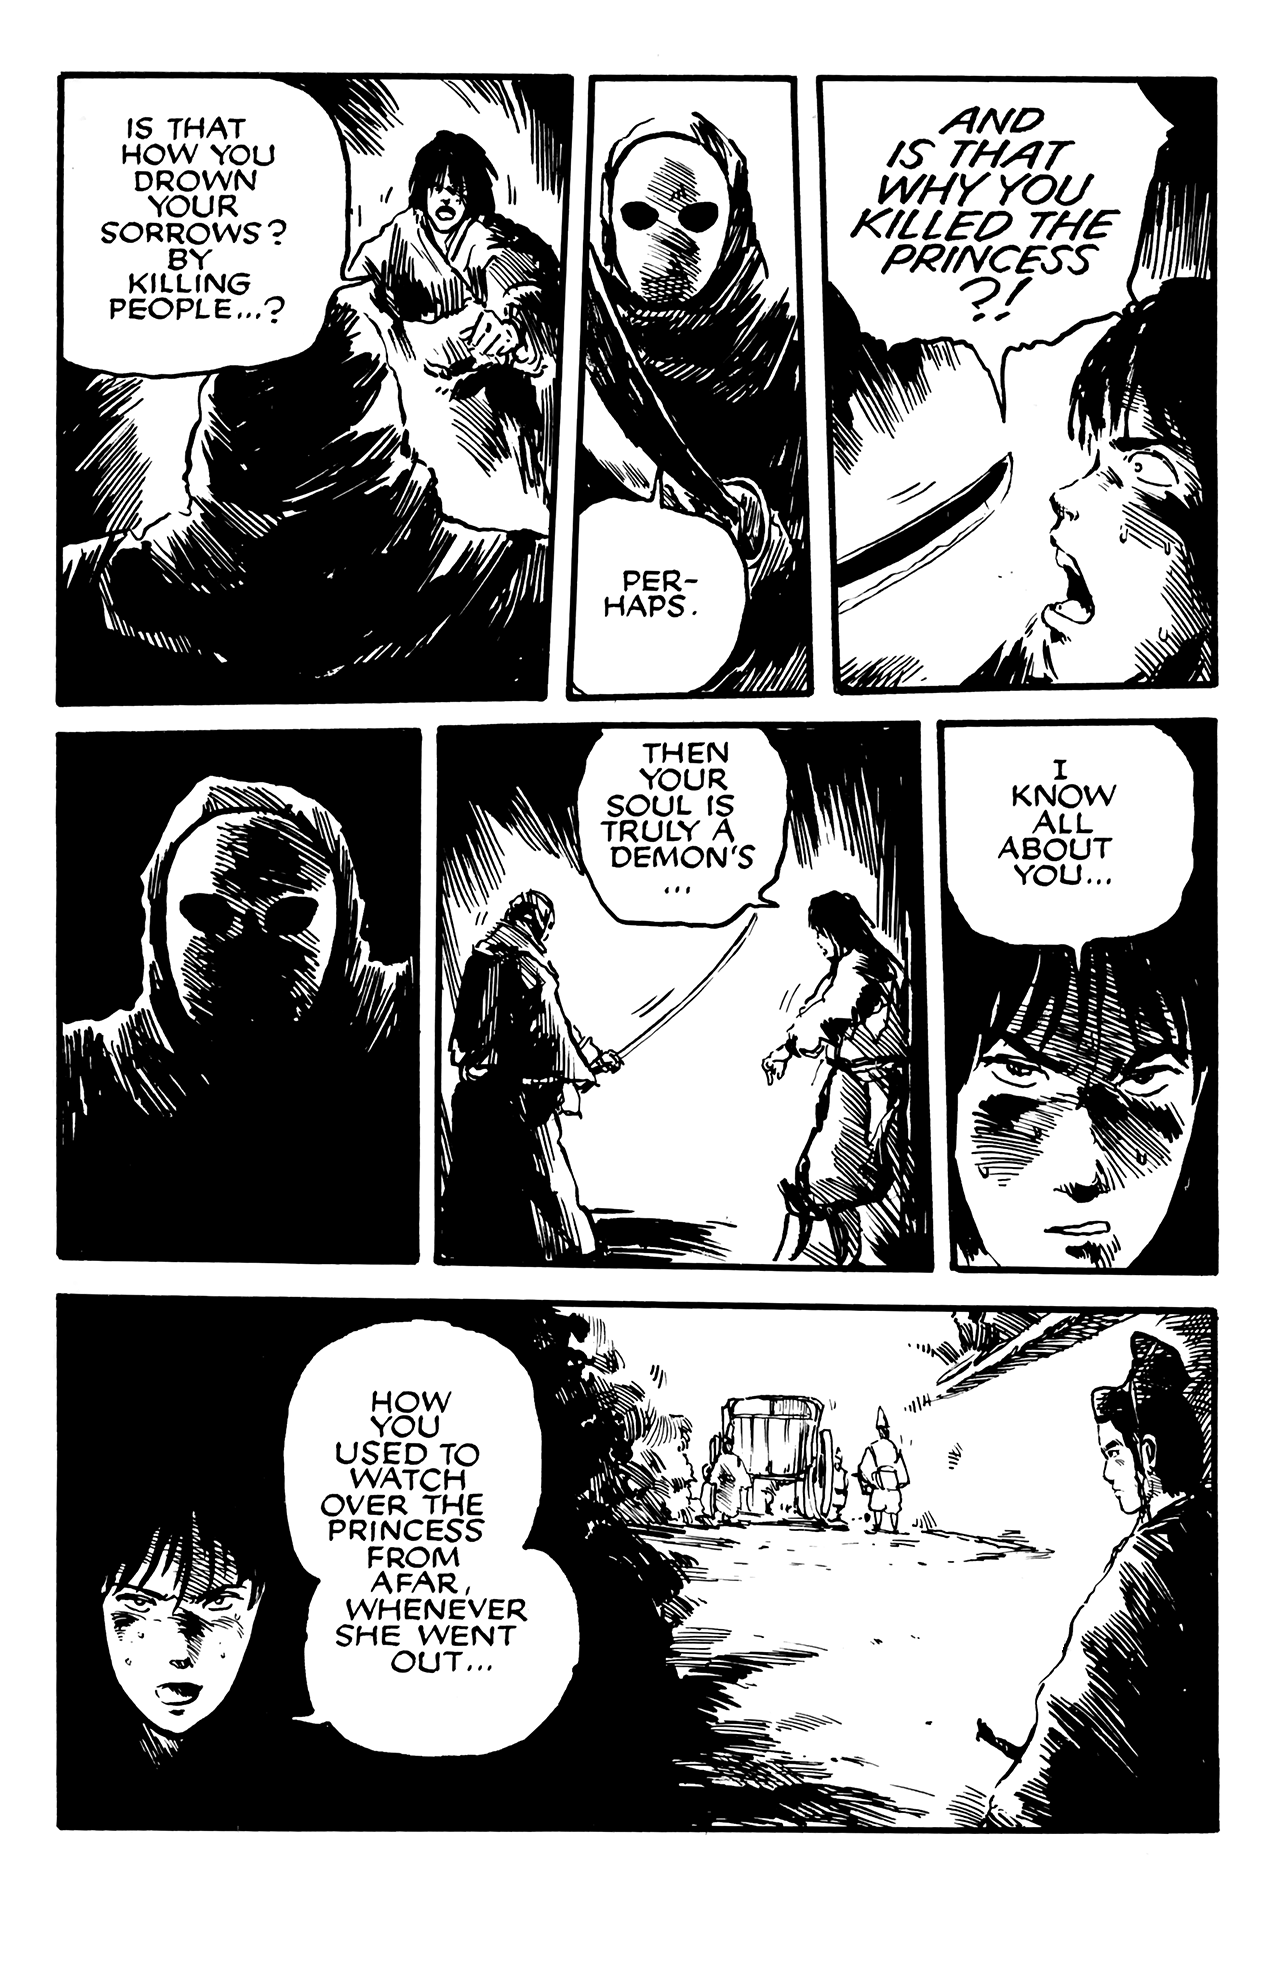 IS THAT
HOW YOU
DROWN
YOUR
SORROWS?
BY
KILLING
PEOPLE...?
PER-
HAPS.
AND
IS THAT
WHY YOU
KILLED THE
PRINCESS
?!
THEN
YOUR
SOUL IS
TRULY A
DEMON'S
...
I
KNOW
ALL
ABOUT
YOU...
HOW
YOU
USED TO
WATCH
OVER THE
PRINCESS
FROM
AFAR,
WHENEVER
SHE WENT
OUT...